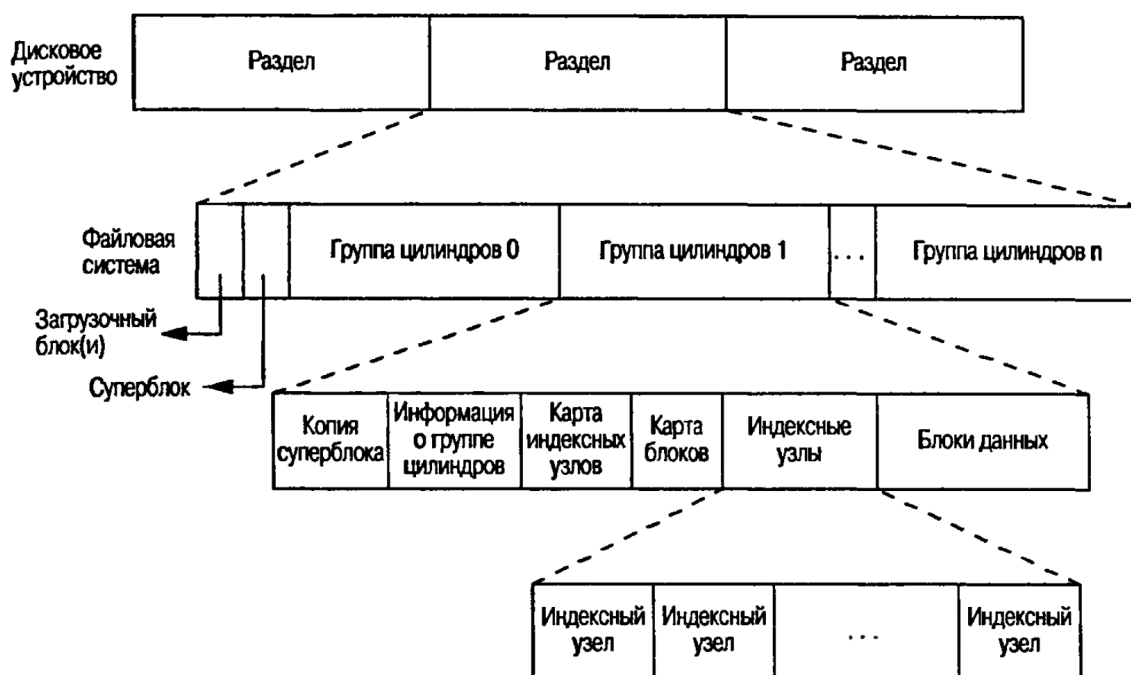 Дисковое
устройство
Раздел
Раздел
Раздел
Файловая
система
Группа цилиндров 0
Группа цилиндров 1
...
Группа цилиндров n
Загрузочный
блок(и)
Суперблок
Копия
суперблока
Информация
о группе
цилиндров
Карта
индексных
узлов
Карта
блоков
Индексные
узлы
Блоки данных
Индексный
узел
Индексный
узел
...
Индексный
узел